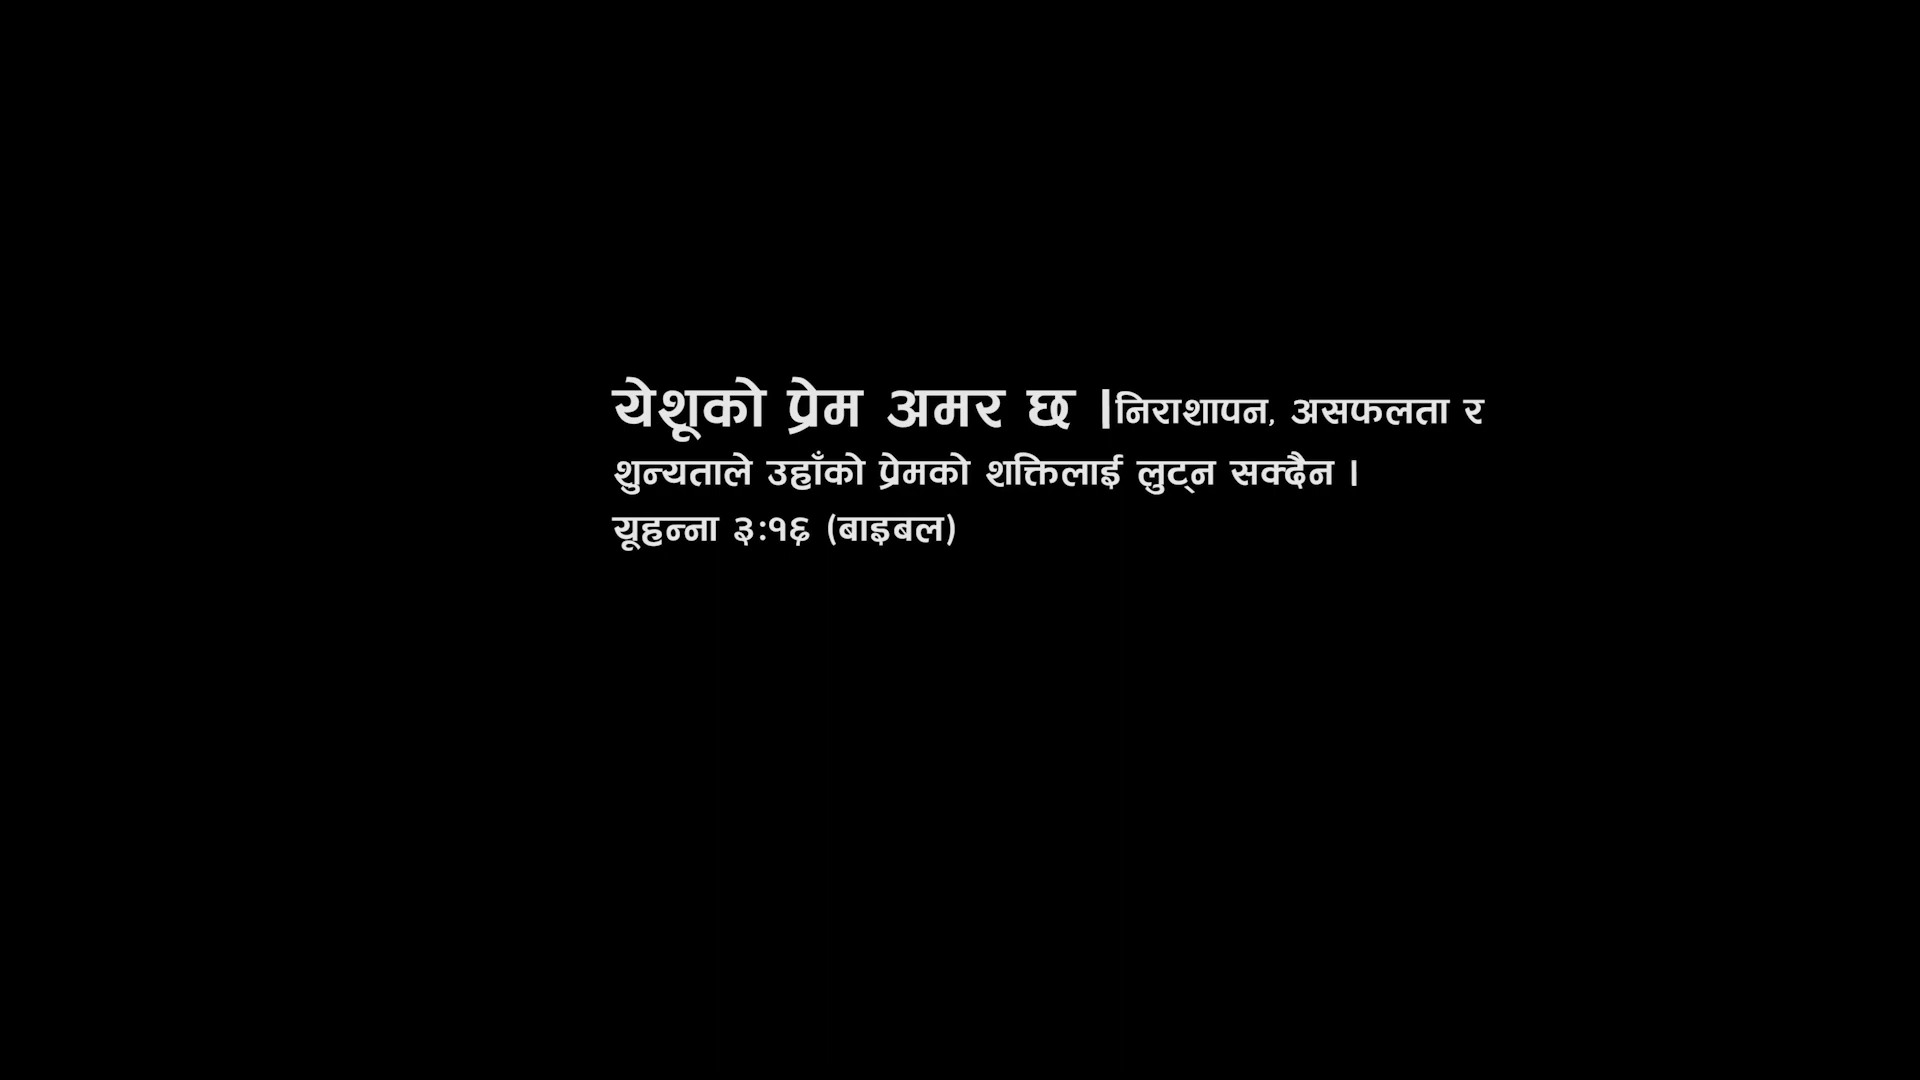 येशूको प्रेम अमर छ ।निराशापन, असफलता र
शुन्यताले उहाँको प्रेमको शक्तिलाई लुट्न सक्दैन ।
यूहन्ना ३:१६ (बाइबल)